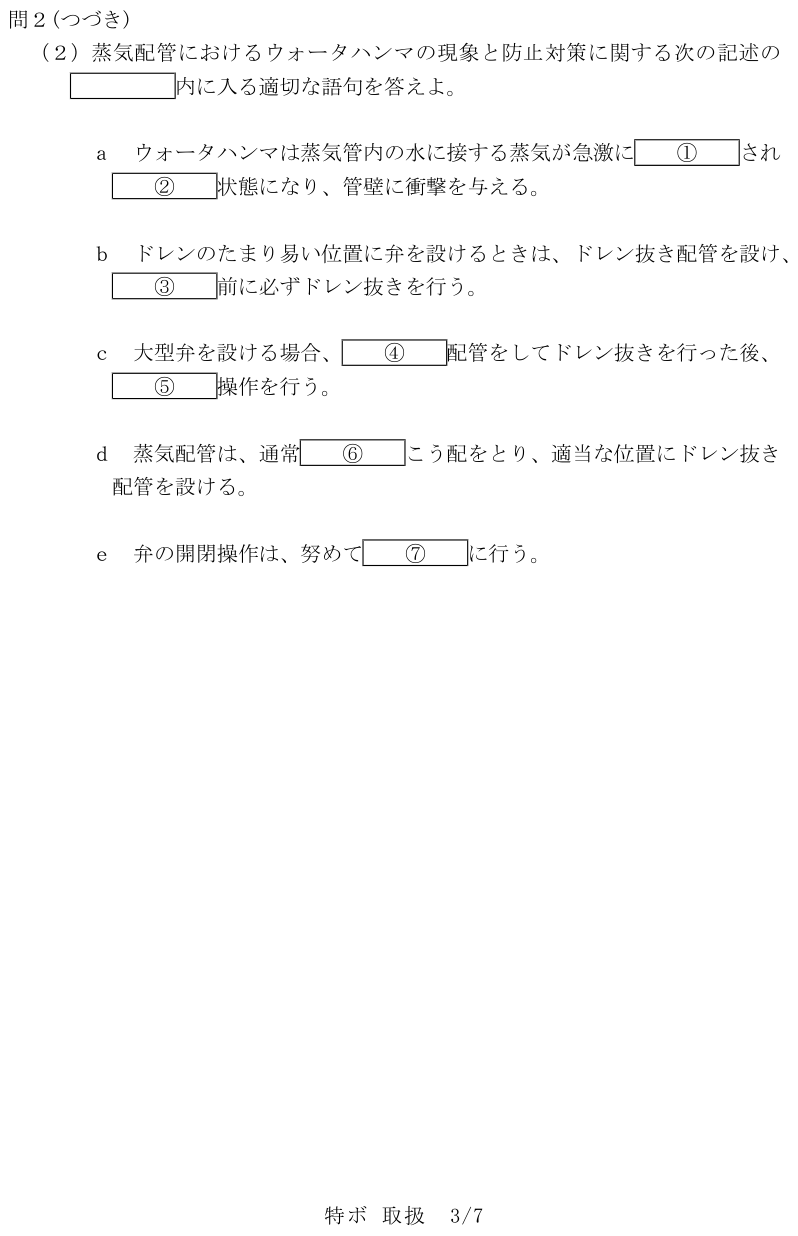 問2(つづき)
(2)蒸気配管におけるウォータハンマの現象と防止対策に関する次の記述の
内に入る適切な語句を答えよ。
a ウォータハンマは蒸気管内の水に接する蒸気が急激に①され
②状態になり、管壁に衝撃を与える。
b ドレンのたまり易い位置に弁を設けるときは、ドレン抜き配管を設け、
③前に必ずドレン抜きを行う。
c 大型弁を設ける場合、④配管をしてドレン抜きを行った後、
⑤操作を行う。
d 蒸気配管は、通常⑥こう配をとり、適当な位置にドレン抜き
配管を設ける。
e 弁の開閉操作は、努めて⑦に行う。
特ボ 取扱 3/7